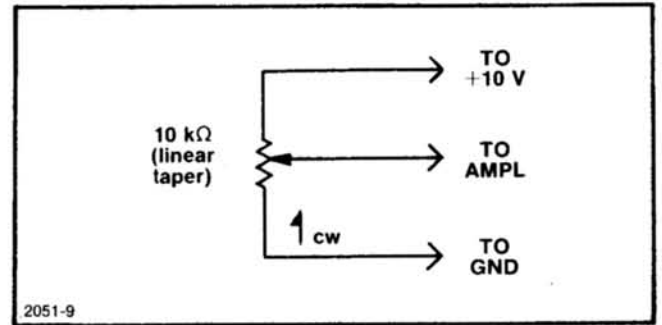 TO
+10 V
10 kΩ
(linear
taper)
TO
AMPL
CW
TO
GND
2051-9